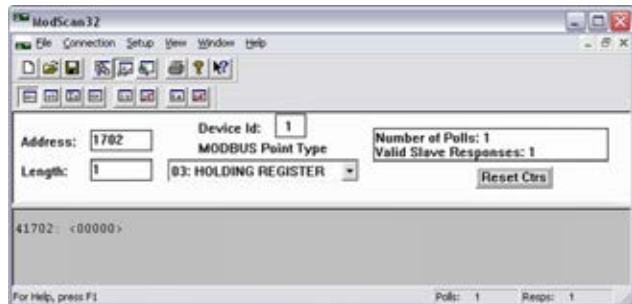 ModScan32
File Connection Setup View Window Help
Address: 1702
Device Id: 1
MODBUS Point Type
Length: 1
03: HOLDING REGISTER
Number of Polls: 1
Valid Slave Responses: 1
Reset Ctrs
41702: <00000>
For Help, press F1
Polls: 1
Resps: 1